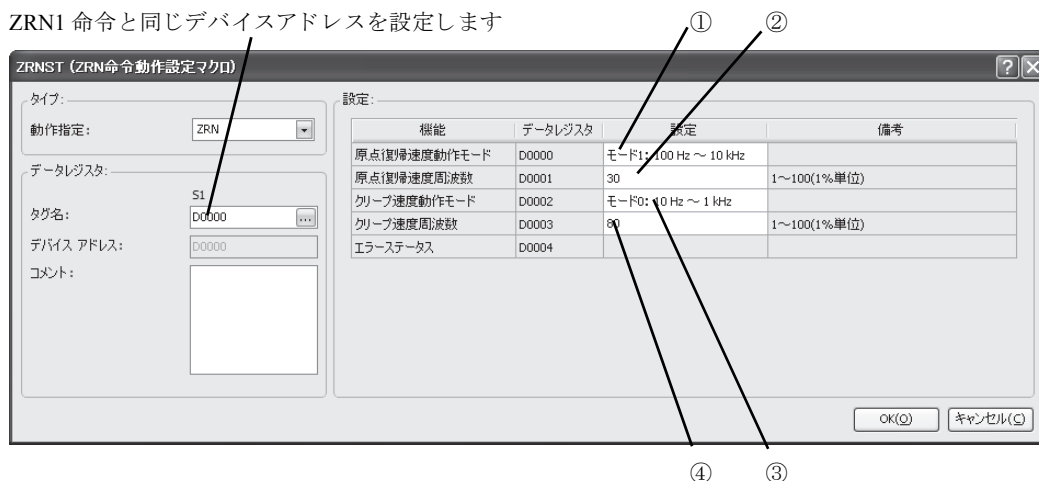 ZRN1 命令と同じデバイスアドレスを設定します
① ②
ZRNST (ZRN命令動作設定マクロ)
タイプ:
動作指定: ZRN
データレジスタ:
S1
タグ名: D0000 ...
デバイス アドレス: D0000
コメント:
設定:
機能 データレジスタ 設定 備考
原点復帰速度動作モード D0000 モード1: 100 Hz ~ 10 kHz
原点復帰速度周波数 D0001 30 1~100(1%単位)
クリープ速度動作モード D0002 モード0: 10 Hz ~ 1 kHz
クリープ速度周波数 D0003 80 1~100(1%単位)
エラーステータス D0004
OK(O) キャンセル(C)
④ ③